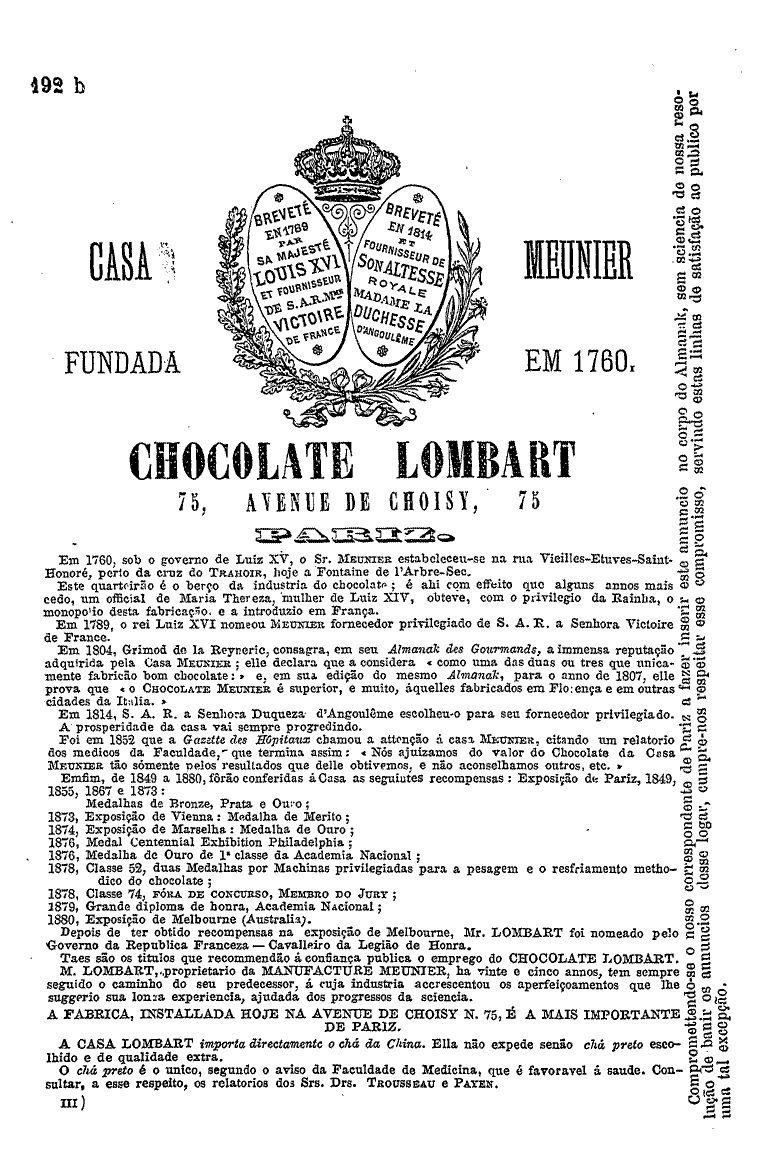 192 b
CASA MEUNIER
FUNDADA EM 1760.
BREVETÉ
EN 1789
PAR
SA MAJESTÉ
LOUIS XVI
ET FOURNISSEUR
DE S.A.R. Mme
VICTOIRE
DE FRANCE
BREVETÉ
EN 1814
ET
FOURNISSEUR DE
SON ALTESSE
ROYALE
MADAME LA
DUCHESSE
D'ANGOULÊME
CHOCOLATE LOMBART
75, AVENUE DE CHOISY, 75
PARIZ.
Em 1760, sob o governo de Luiz XV, o Sr. MEUNIER estabeleceu-se na rua Vieilles-Etuves-Saint-
Honoré, perto da cruz do TRAHOIR, hoje a Fontaine de l'Arbre-Sec.
Este quarteirão é o berço da industria do chocolate; é ahi com effeito que alguns annos mais
cedo, um official de Maria Thereza, mulher de Luiz XIV, obteve, com o privilegio da Rainha, o
monopolio desta fabricação, e a introduzio em França.
Em 1789, o rei Luiz XVI nomeou MEUNIER fornecedor privilegiado de S. A. R. a Senhora Victoire
de France.
Em 1804, Grimod de la Reynerie, consagra, em seu Almanak des Gourmands, a immensa reputação
adquirida pela Casa MEUNIER; elle declara que a considera « como uma das duas ou tres que unica-
mente fabricão bom chocolate: » e, em sua edição do mesmo Almanak, para o anno de 1807, elle
prova que « o CHOCOLATE MEUNIER é superior, e muito, áquelles fabricados em Florença e em outras
cidades da Italia. »
Em 1814, S. A. R. a Senhora Duqueza d'Angoulême escolheu-o para seu fornecedor privilegiado.
A prosperidade da casa vai sempre progredindo.
Foi em 1852 que a Gazette des Hôpitaux chamou a attenção á casa MEUNIER, citando um relatorio
dos medicos da Faculdade, que termina assim: « Nós ajuizamos do valor do Chocolate da Casa
MEUNIER tão sómente pelos resultados que delle obtivemos, e não aconselhamos outros, etc. »
Emfim, de 1849 a 1880, fôrão conferidas á Casa as seguintes recompensas: Exposição de Pariz, 1849,
1855, 1867 e 1873:
Medalhas de Bronze, Prata e Ouro;
1873, Exposição de Vienna: Medalha de Merito;
1874, Exposição de Marselha: Medalha de Ouro;
1876, Medal Centennial Exhibition Philadelphia;
1876, Medalha de Ouro de 1ª classe da Academia Nacional;
1878, Classe 52, duas Medalhas por Machinas privilegiadas para a pesagem e o resfriamento metho-
dico do chocolate;
1878, Classe 74, FÓRA DE CONCURSO, MEMBRO DO JURY;
1879, Grande diploma de honra, Academia Nacional;
1880, Exposição de Melbourne (Australia).
Depois de ter obtido recompensas na exposição de Melbourne, Mr. LOMBART foi nomeado pelo
Governo da Republica Franceza — Cavalleiro da Legião de Honra.
Taes são os titulos que recommendão á confiança publica o emprego do CHOCOLATE LOMBART.
M. LOMBART, proprietario da MANUFACTURE MEUNIER, ha vinte e cinco annos, tem sempre
seguido o caminho do seu predecessor, á cuja industria accrescentou os aperfeiçoamentos que lhe
suggerio sua longa experiencia, ajudada dos progressos da sciencia.
A FABRICA, INSTALLADA HOJE NA AVENUE DE CHOISY N. 75, É A MAIS IMPORTANTE
DE PARIZ.
A CASA LOMBART importa directamente o chá da China. Ella não expede senão chá preto esco-
lhido e de qualidade extra.
O chá preto é o unico, segundo o aviso da Faculdade de Medicina, que é favoravel á saude. Con-
sultar, a esse respeito, os relatorios dos Srs. Drs. TROUSSEAU e PAYEN.
III)
Compromettendo-se o nosso correspondente de Pariz a fazer inserir este annuncio no corpo do Almanak, sem sciencia de nossa reso-
lução de banir os annuncios desse logar, cumpre-nos respeitar esse compromisso, servindo estas linhas de satisfação ao publico por
uma tal excepção.